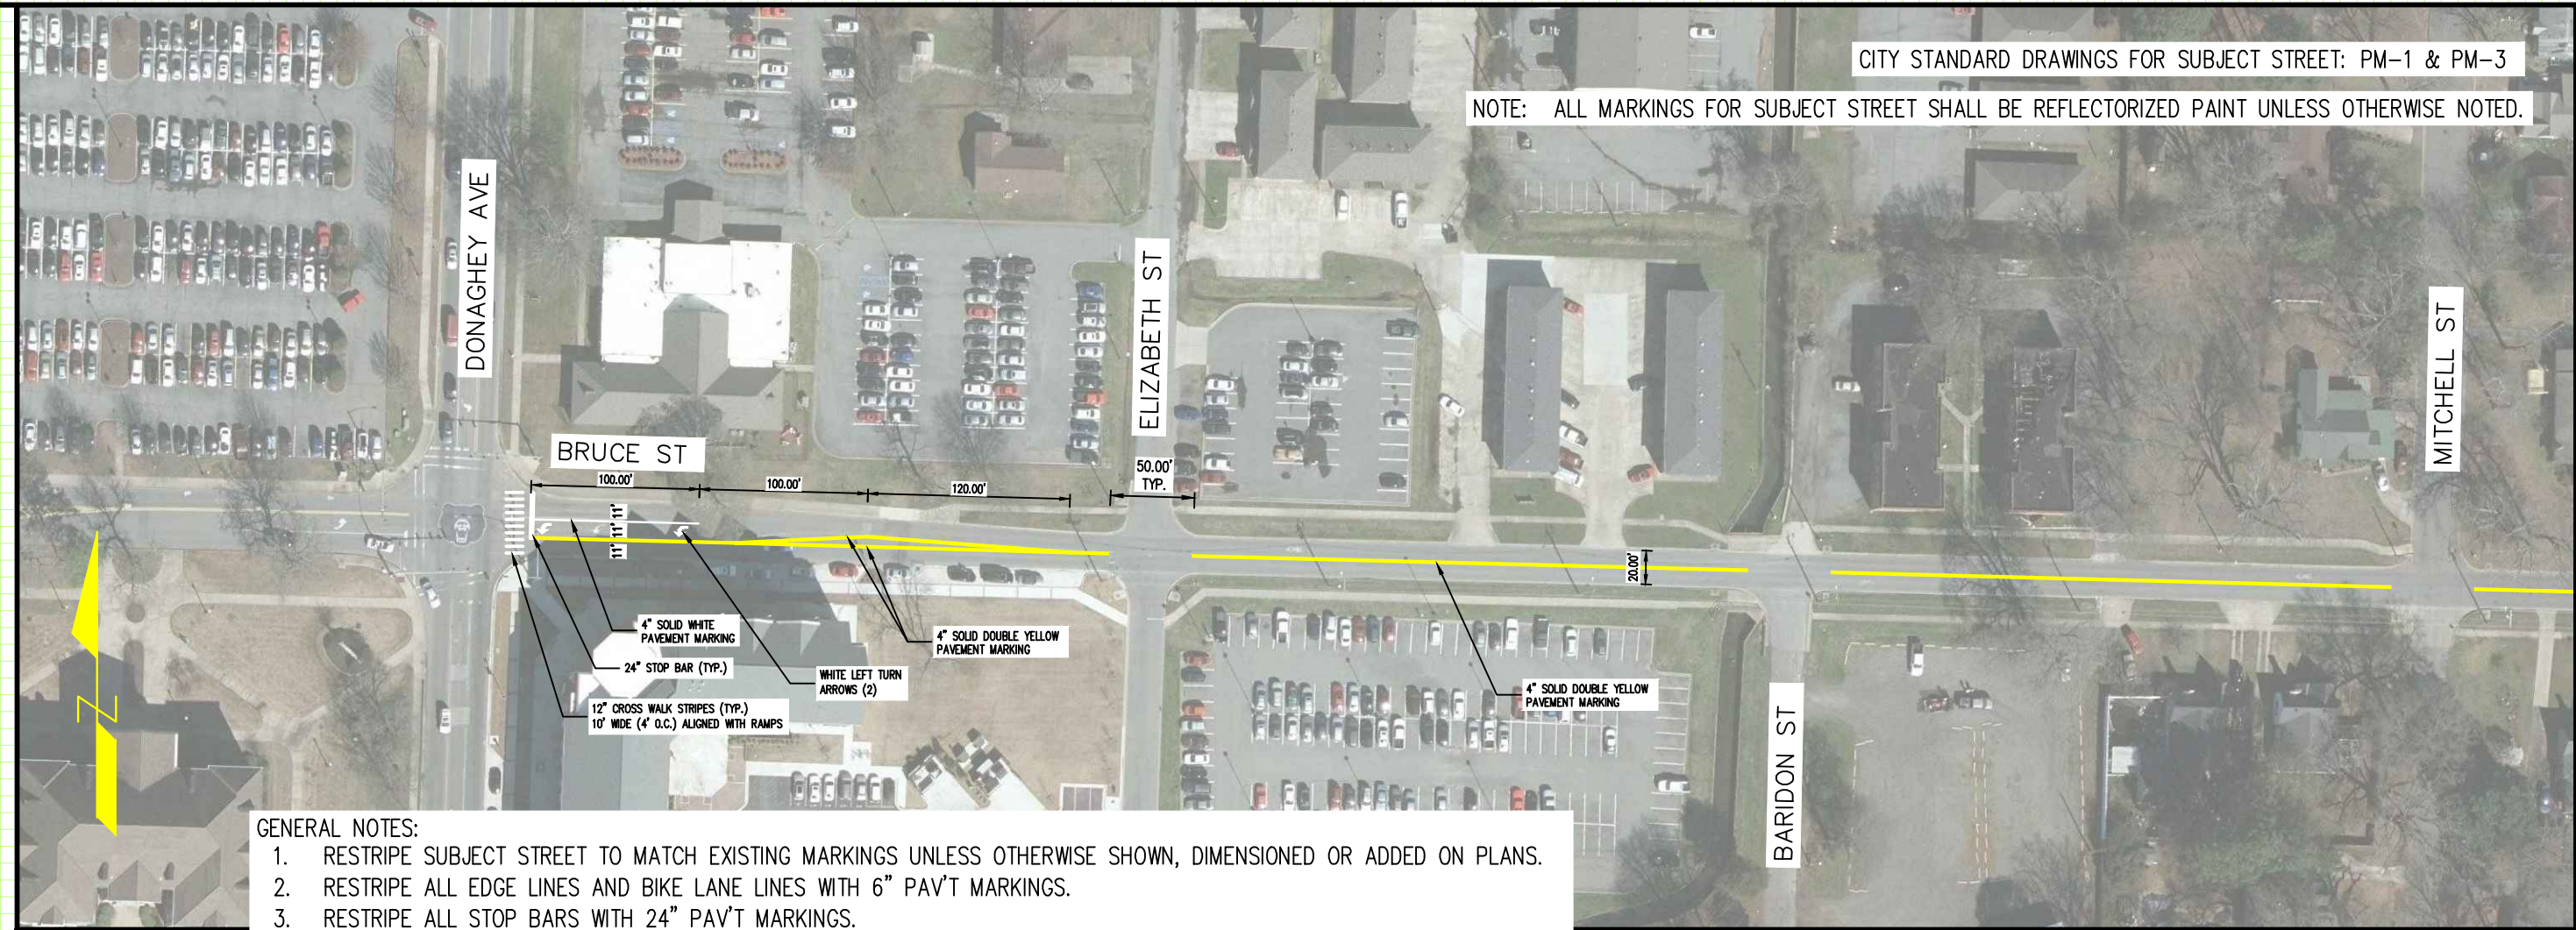 CITY STANDARD DRAWINGS FOR SUBJECT STREET: PM-1 & PM-3
NOTE: ALL MARKINGS FOR SUBJECT STREET SHALL BE REFLECTORIZED PAINT UNLESS OTHERWISE NOTED.
DONAGHEY AVE
ELIZABETH ST
MITCHELL ST
BRUCE ST
100.00'
100.00'
120.00'
50.00'
TYP.
11' 11' 11'
20.00'
4" SOLID WHITE
PAVEMENT MARKING
24" STOP BAR (TYP.)
12" CROSS WALK STRIPES (TYP.)
10' WIDE (4' O.C.) ALIGNED WITH RAMPS
WHITE LEFT TURN
ARROWS (2)
4" SOLID DOUBLE YELLOW
PAVEMENT MARKING
4" SOLID DOUBLE YELLOW
PAVEMENT MARKING
BARIDON ST
Z
GENERAL NOTES:
1. RESTRIPE SUBJECT STREET TO MATCH EXISTING MARKINGS UNLESS OTHERWISE SHOWN, DIMENSIONED OR ADDED ON PLANS.
2. RESTRIPE ALL EDGE LINES AND BIKE LANE LINES WITH 6" PAV'T MARKINGS.
3. RESTRIPE ALL STOP BARS WITH 24" PAV'T MARKINGS.